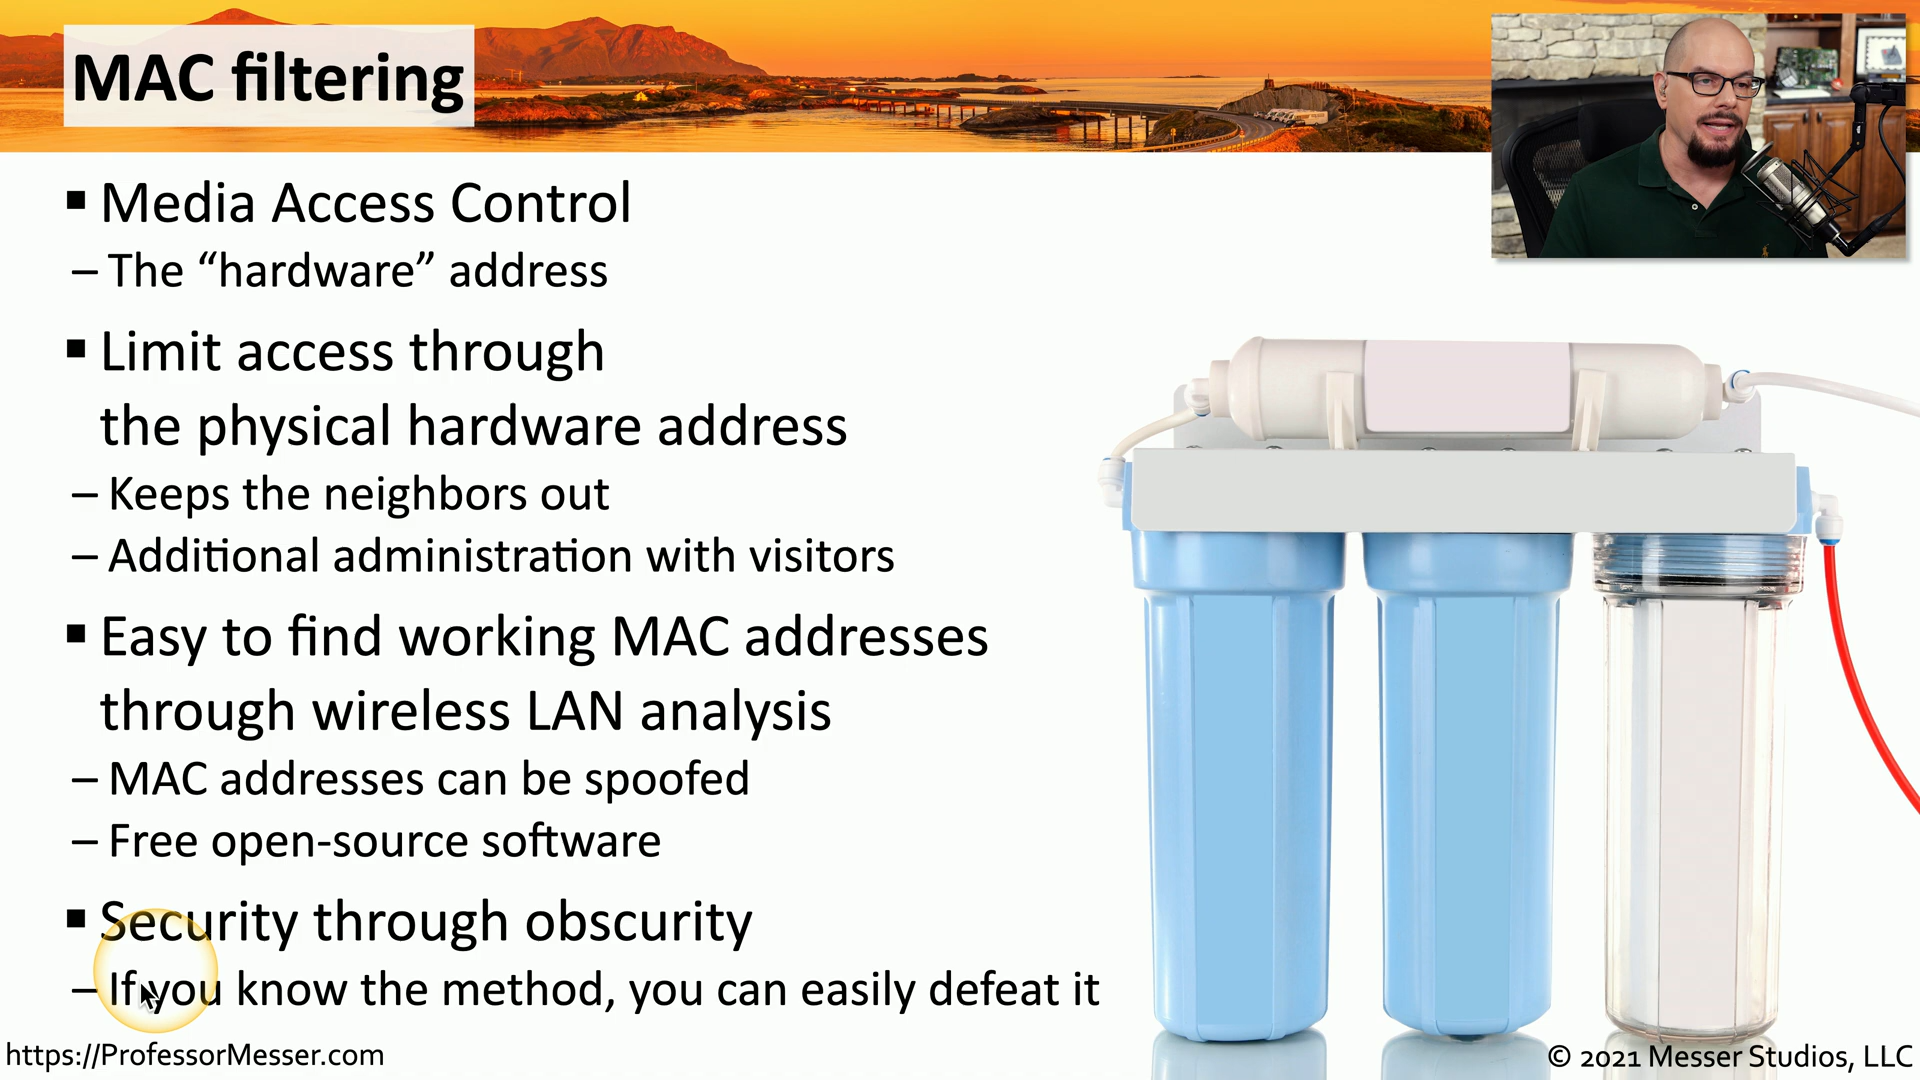 MAC filtering
▪ Media Access Control
– The “hardware” address
▪ Limit access through
the physical hardware address
– Keeps the neighbors out
– Additional administration with visitors
▪ Easy to find working MAC addresses
through wireless LAN analysis
– MAC addresses can be spoofed
– Free open-source software
▪ Security through obscurity
– If you know the method, you can easily defeat it
https://ProfessorMesser.com
© 2021 Messer Studios, LLC